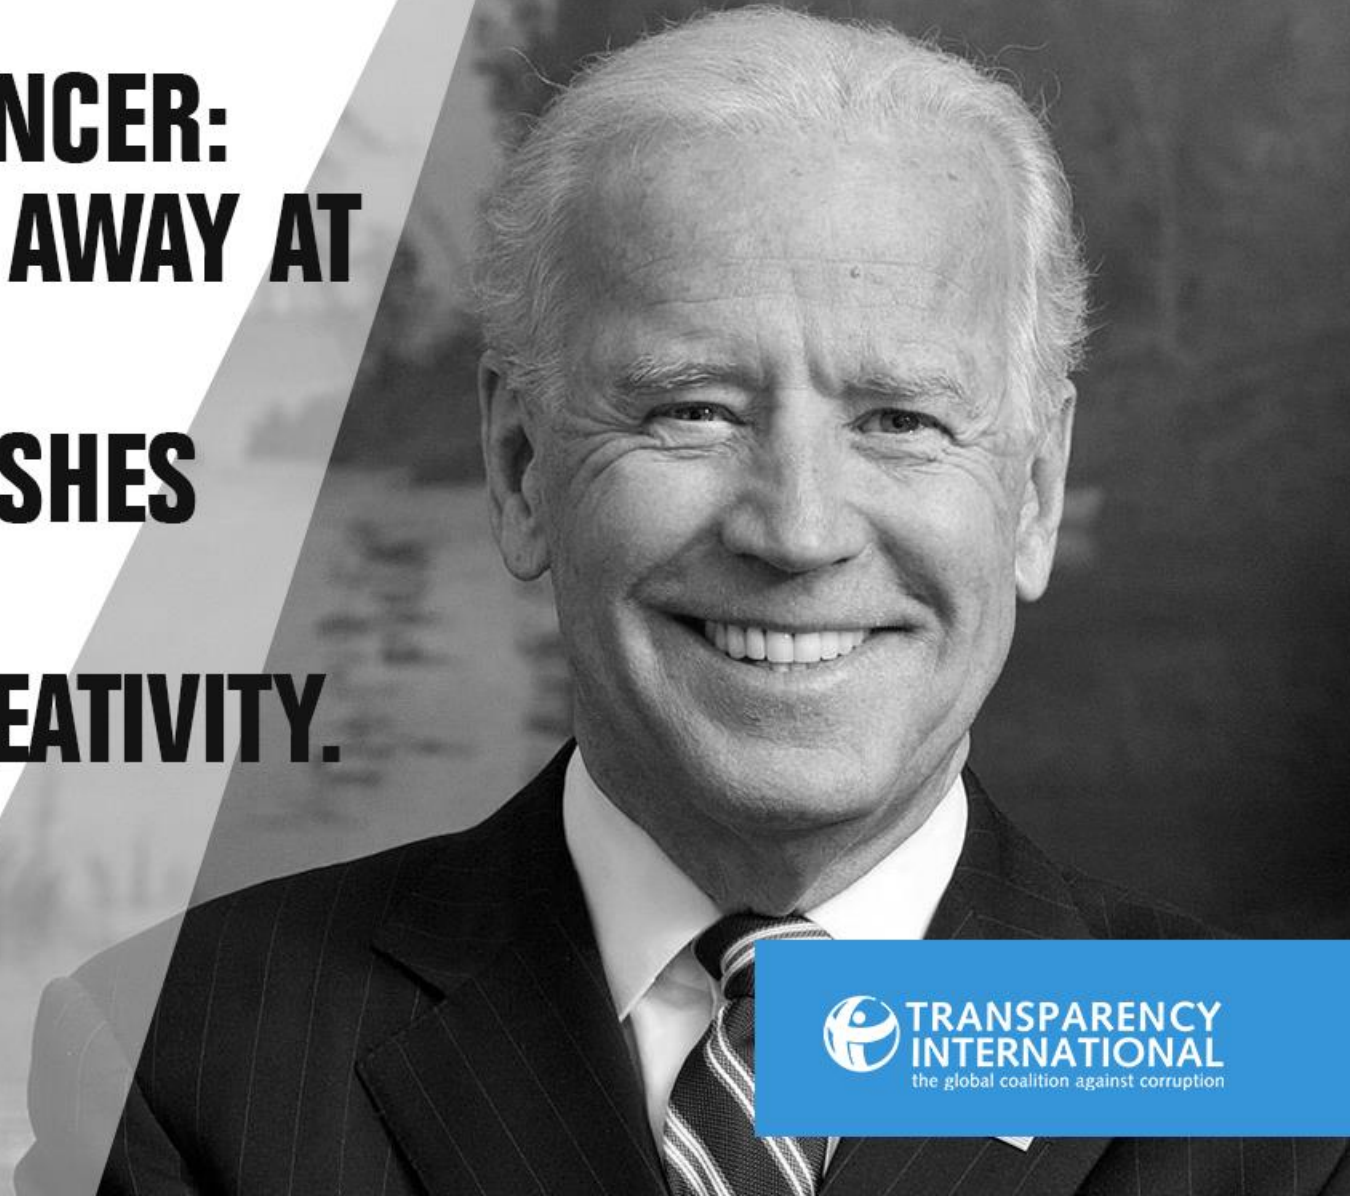 NCER:
AWAY AT
SHES
EATIVITY.
TRANSPARENCY
INTERNATIONAL
the global coalition against corruption